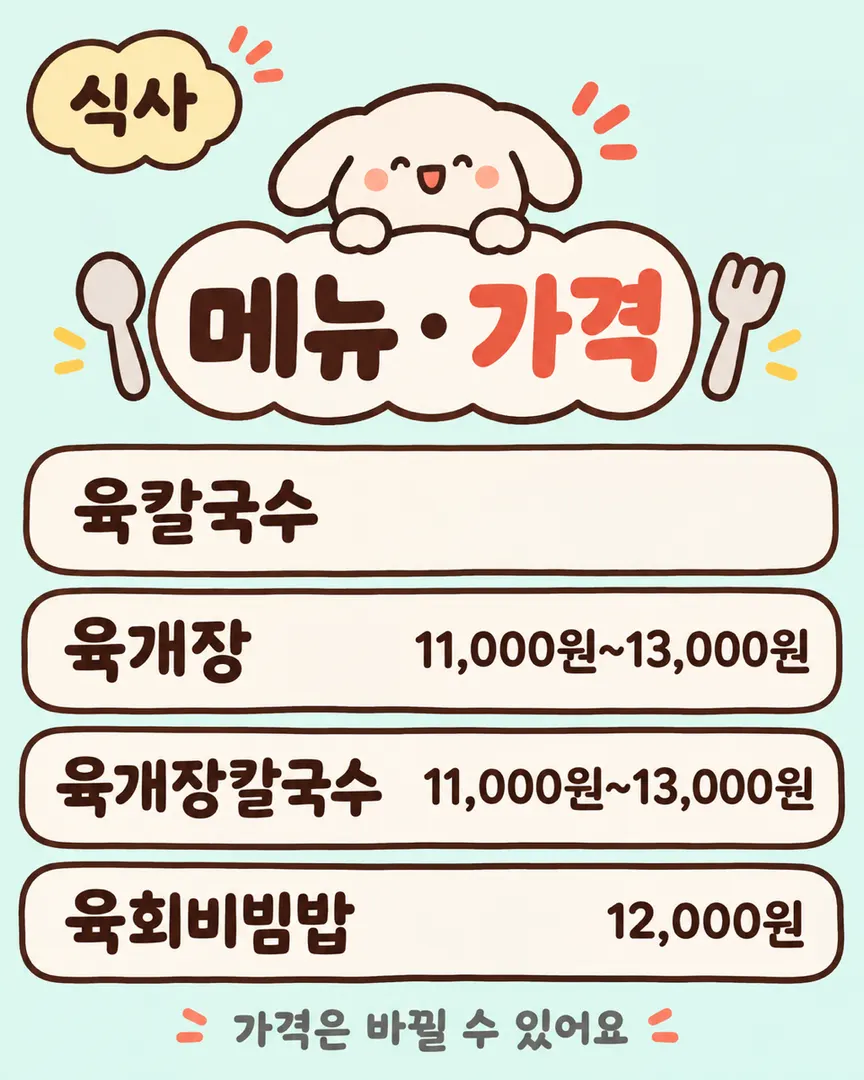 식사
메뉴·가격
육칼국수
육개장 11,000원~13,000원
육개장칼국수 11,000원~13,000원
육회비빔밥 12,000원
가격은 바뀔 수 있어요